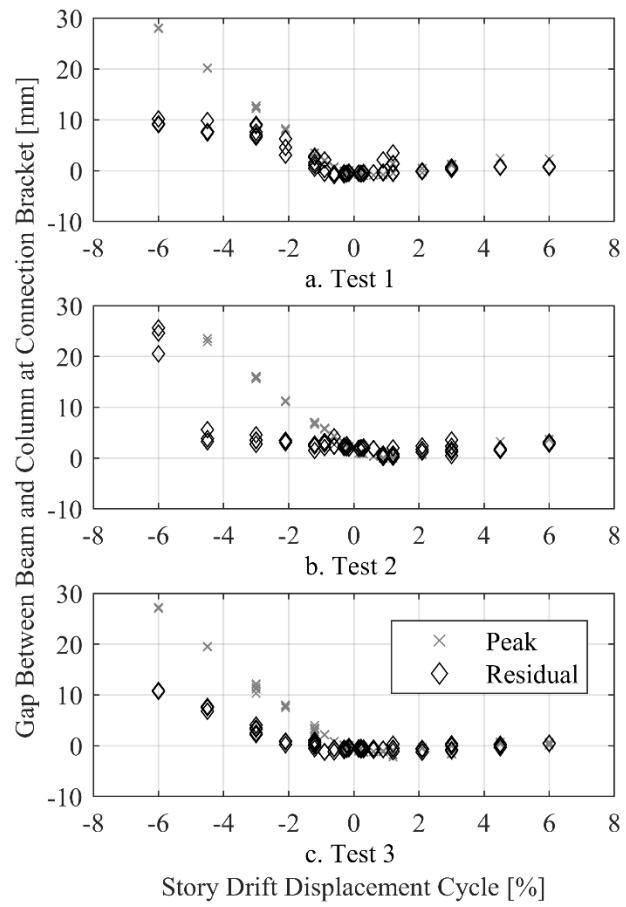 Gap Between Beam and Column at Connection Bracket [mm]
30
20
10
0
-10
-8 -6 -4 -2 0 2 4 6 8
a. Test 1
30
20
10
0
-10
-8 -6 -4 -2 0 2 4 6 8
b. Test 2
30
20
10
0
-10
Peak
Residual
-8 -6 -4 -2 0 2 4 6 8
c. Test 3
Story Drift Displacement Cycle [%]